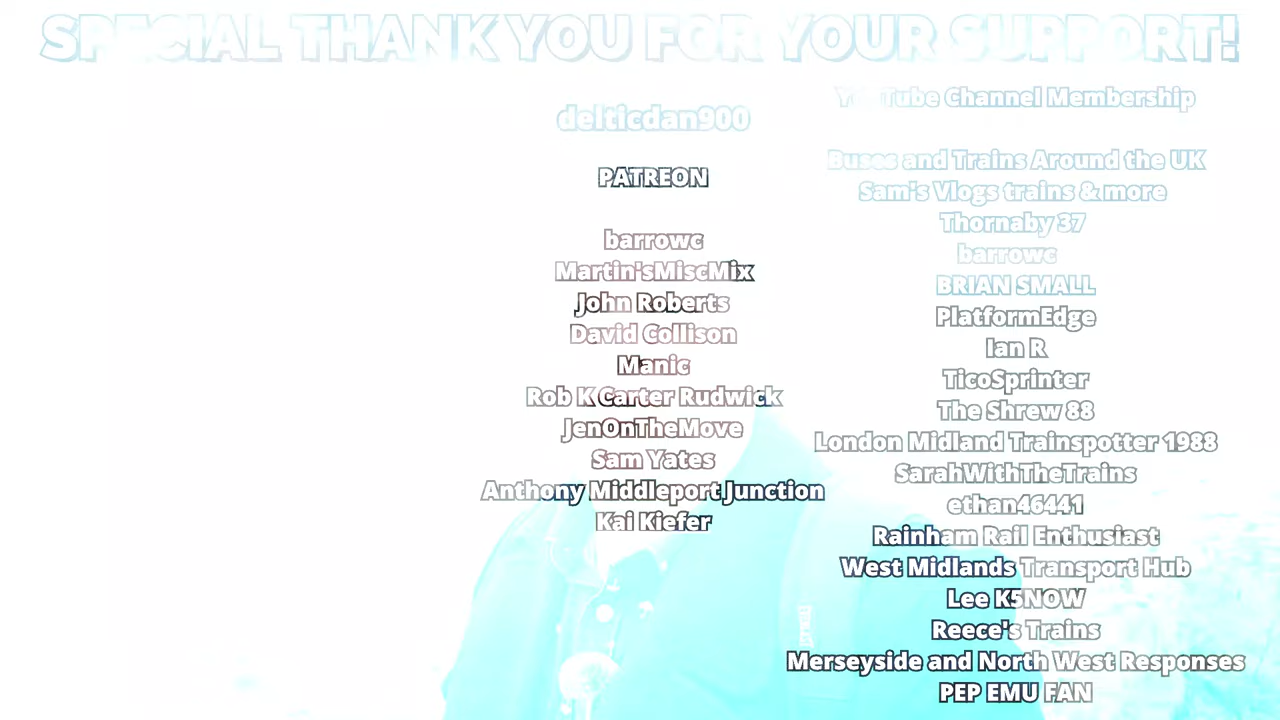 SPECIAL THANK YOU FOR YOUR SUPPORT!
delticdan900
PATREON
barrowc
Martin'sMiscMix
John Roberts
David Collison
Manic
Rob K Carter Rudwick
JenOnTheMove
Sam Yates
Anthony Middleport Junction
Kai Kiefer
YouTube Channel Membership
Buses and Trains Around the UK
Sam's Vlogs trains & more
Thornaby 37
barrowc
BRIAN SMALL
PlatformEdge
Ian R
TicoSprinter
The Shrew 88
London Midland Trainspotter 1988
SarahWithTheTrains
ethan46441
Rainham Rail Enthusiast
West Midlands Transport Hub
Lee K5NOW
Reece's Trains
Merseyside and North West Responses
PEP EMU FAN